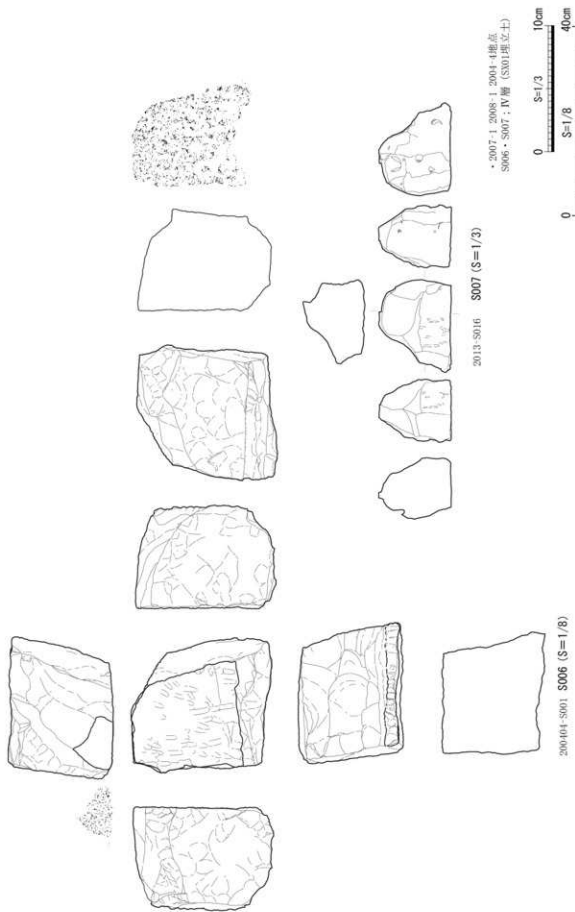 ・2007-1 2008-1 2004-4地点
S006・S007：Ⅳ層（SX01埋立土）
0 S=1/3 10cm
0 S=1/8 40cm
2013-S016 S007 (S=1/3)
200404-S001 S006 (S=1/8)